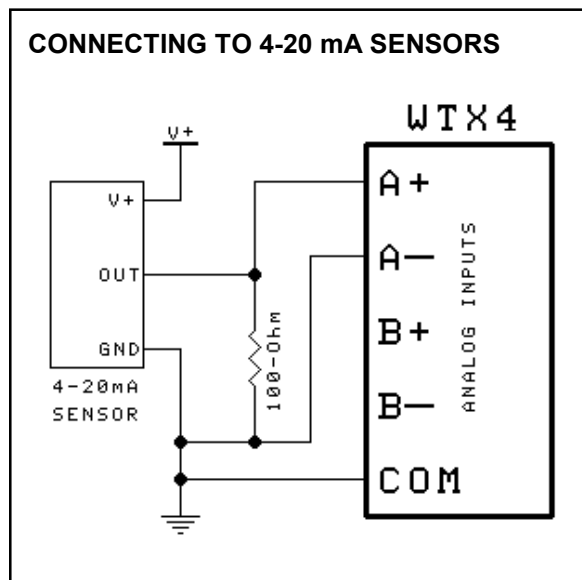 CONNECTING TO 4-20 mA SENSORS
WTX4
V+
V+
OUT
GND
4-20mA
SENSOR
100-Ohm
A+
A—
B+
B—
COM
ANALOG INPUTS